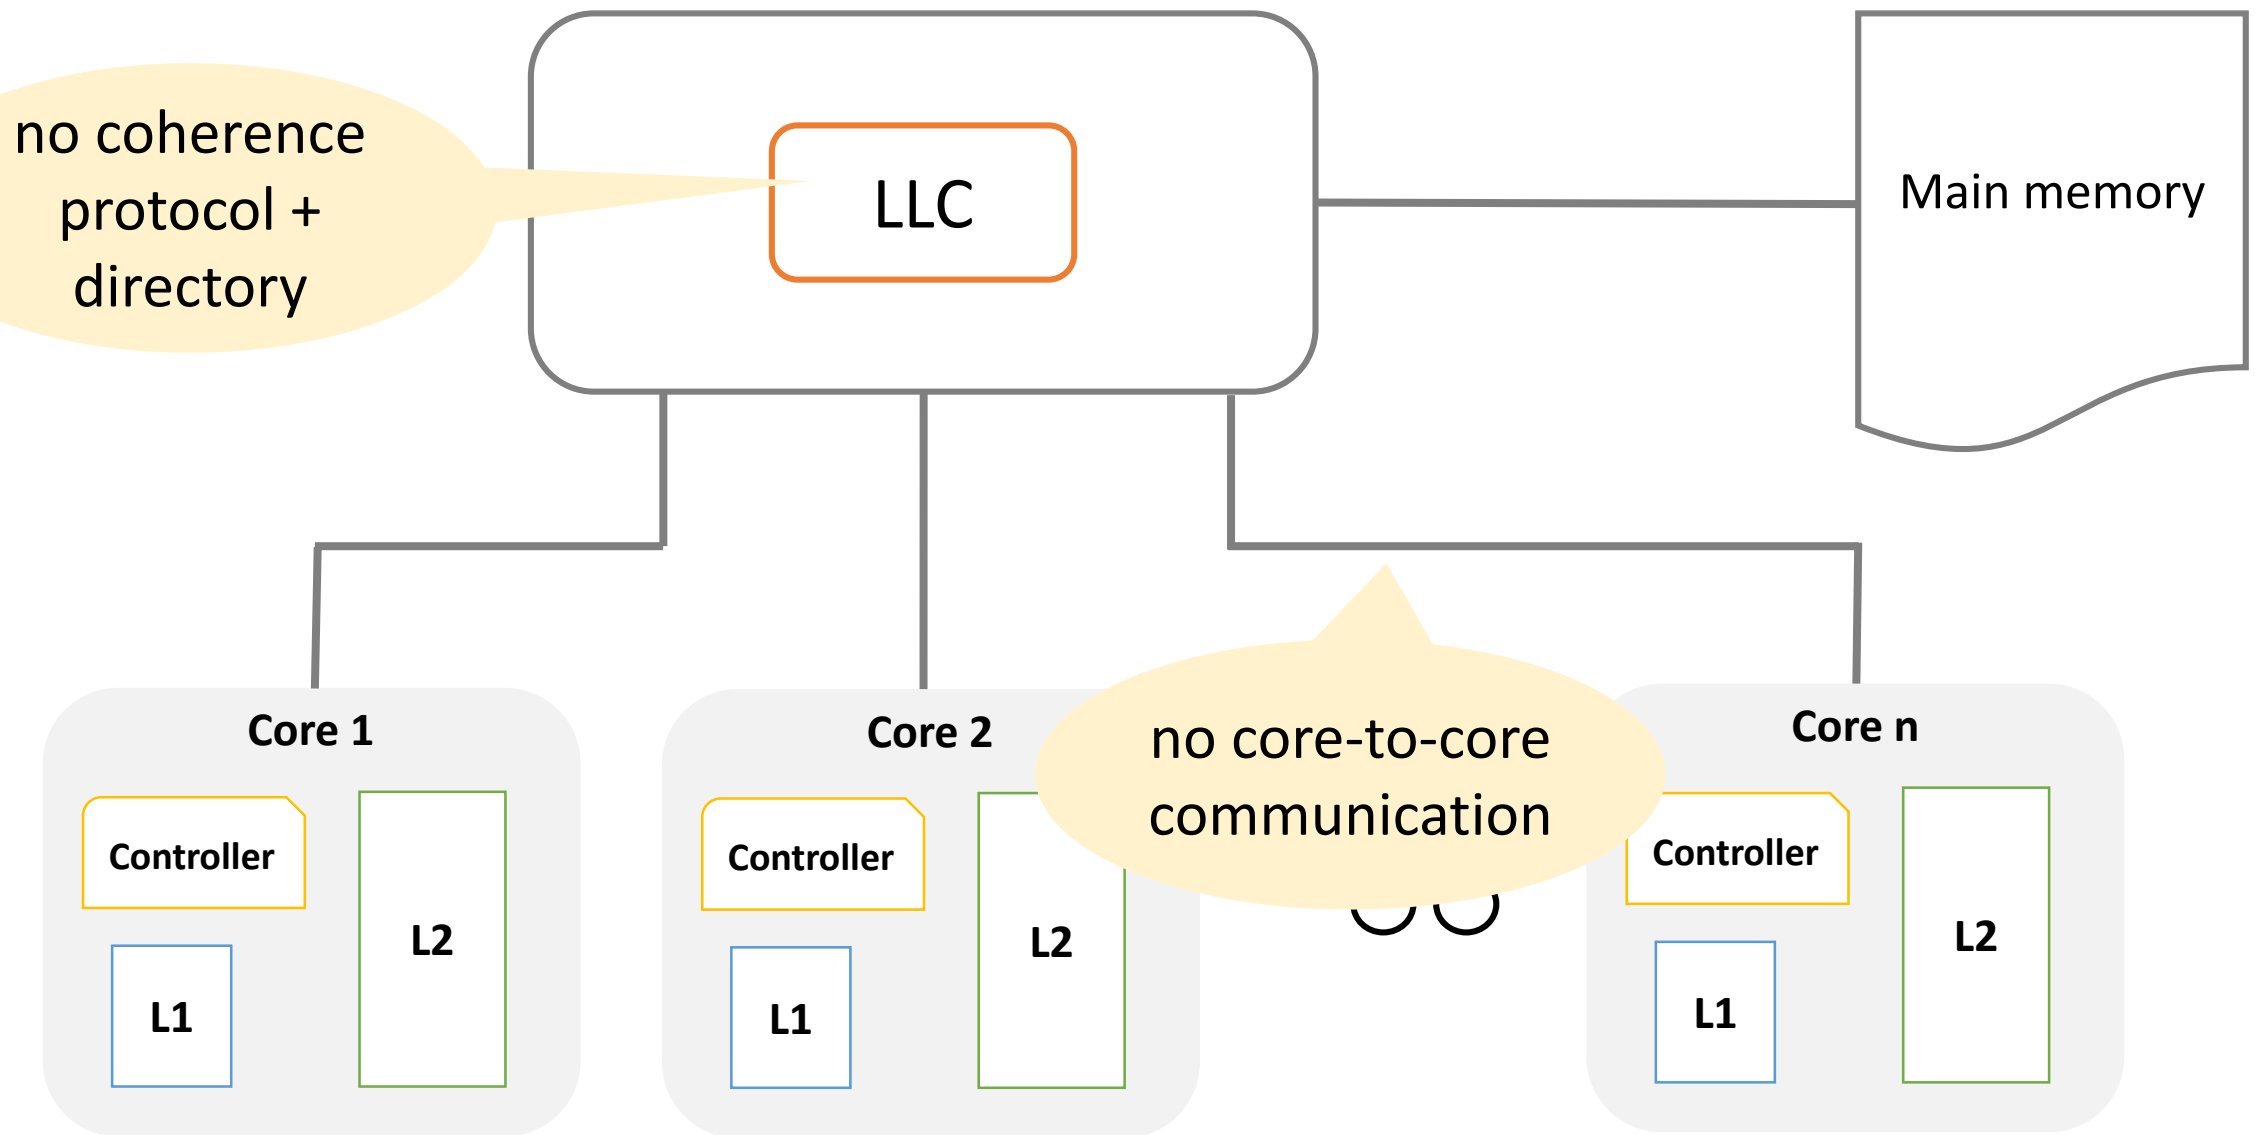 no coherence
protocol +
directory
LLC
Main memory
Core 1
Controller
L1
L2
Core 2
Controller
L1
L2
no core-to-core
communication
Core n
Controller
L1
L2